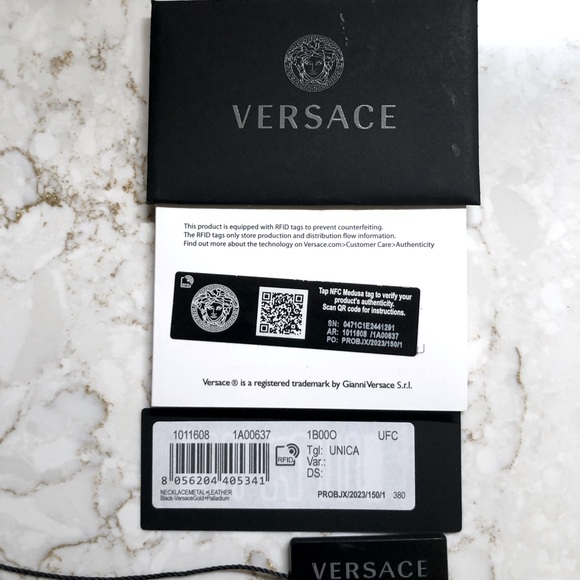 VERSACE
This product is equipped with RFID tags to prevent counterfeiting.
The RFID tags only store production and distribution flow information.
Find out more about the technology on Versace.com>Customer Care>Authenticity
Tap NFC Medusa tag to verify your
product's authenticity.
Scan QR code for instructions.
SN: 0471C1E2441291
AR: 1011608 /1A00637
PO: PROBJX/2023/150/1
Versace ® is a registered trademark by Gianni Versace S.r.l.
1011608 1A00637 1B00O UFC
RFID
Tgl: UNICA
Var.:
DS:
8 056204 405341
NECKLACEMETAL+LEATHER
Black-VersaceGold+Palladium
PROBJX/2023/150/1 380
VERSACE